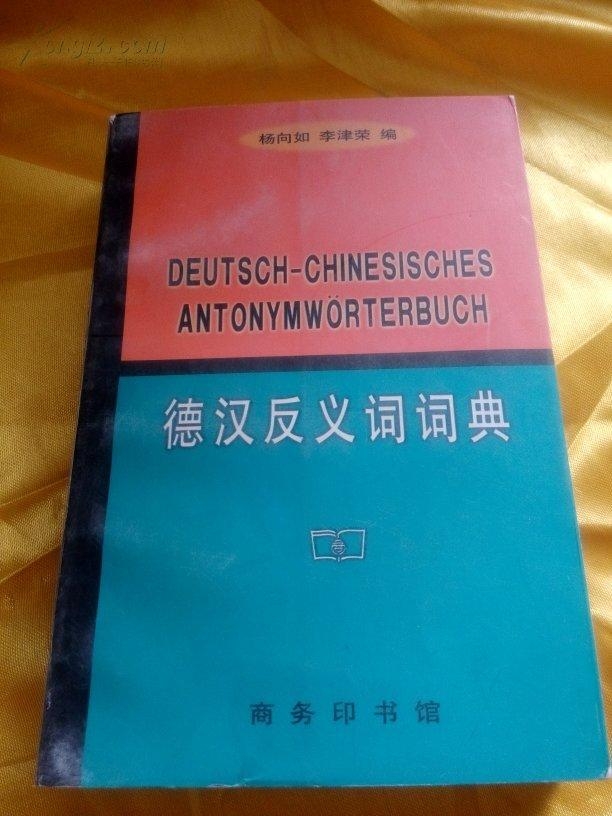 杨向如 李津荣 编
DEUTSCH-CHINESISCHES
ANTONYMWÖRTERBUCH
德汉反义词词典
商务印书馆